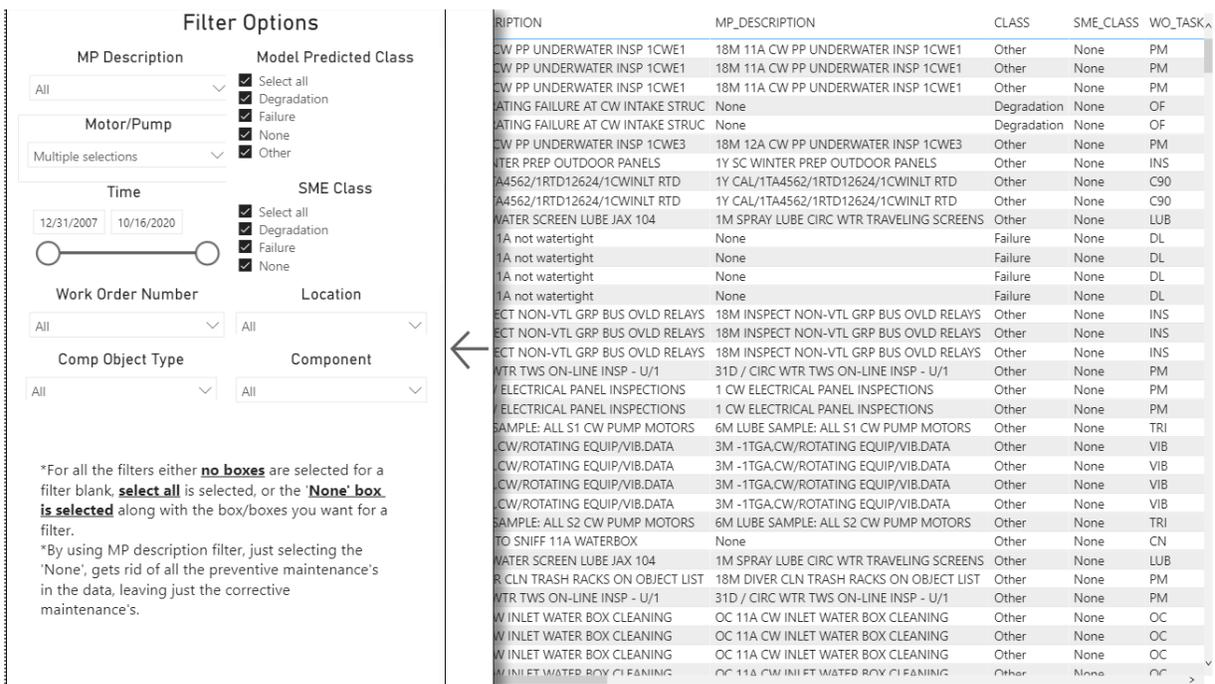 Filter Options
MP Description
All
Motor/Pump
Multiple selections
Time
12/31/2007 10/16/2020
Model Predicted Class
Select all
Degradation
Failure
None
Other
SME Class
Select all
Degradation
Failure
None
Work Order Number
All
Location
All
Comp Object Type
All
Component
All
*For all the filters either no boxes are selected for a
filter blank, select all is selected, or the 'None' box
is selected along with the box/boxes you want for a
filter.
*By using MP description filter, just selecting the
'None', gets rid of all the preventive maintenance's
in the data, leaving just the corrective
maintenance's.
RIPTION MP_DESCRIPTION CLASS SME_CLASS WO_TASK
CW PP UNDERWATER INSP 1CWE1 18M 11A CW PP UNDERWATER INSP 1CWE1 Other None PM
CW PP UNDERWATER INSP 1CWE1 18M 11A CW PP UNDERWATER INSP 1CWE1 Other None PM
CW PP UNDERWATER INSP 1CWE1 18M 11A CW PP UNDERWATER INSP 1CWE1 Other None PM
ATING FAILURE AT CW INTAKE STRUC None Degradation None OF
ATING FAILURE AT CW INTAKE STRUC None Degradation None OF
CW PP UNDERWATER INSP 1CWE3 18M 12A CW PP UNDERWATER INSP 1CWE3 Other None PM
NTER PREP OUTDOOR PANELS 1Y SC WINTER PREP OUTDOOR PANELS Other None INS
TA4562/1RTD12624/1CWINLT RTD 1Y CAL/1TA4562/1RTD12624/1CWINLT RTD Other None C90
TA4562/1RTD12624/1CWINLT RTD 1Y CAL/1TA4562/1RTD12624/1CWINLT RTD Other None C90
WATER SCREEN LUBE JAX 104 1M SPRAY LUBE CIRC WTR TRAVELING SCREENS Other None LUB
1A not watertight None Failure None DL
1A not watertight None Failure None DL
1A not watertight None Failure None DL
1A not watertight None Failure None DL
ECT NON-VTL GRP BUS OVLD RELAYS 18M INSPECT NON-VTL GRP BUS OVLD RELAYS Other None INS
ECT NON-VTL GRP BUS OVLD RELAYS 18M INSPECT NON-VTL GRP BUS OVLD RELAYS Other None INS
ECT NON-VTL GRP BUS OVLD RELAYS 18M INSPECT NON-VTL GRP BUS OVLD RELAYS Other None INS
WTR TWS ON-LINE INSP - U/1 31D / CIRC WTR TWS ON-LINE INSP - U/1 Other None PM
/ ELECTRICAL PANEL INSPECTIONS 1 CW ELECTRICAL PANEL INSPECTIONS Other None PM
/ ELECTRICAL PANEL INSPECTIONS 1 CW ELECTRICAL PANEL INSPECTIONS Other None PM
SAMPLE: ALL S1 CW PUMP MOTORS 6M LUBE SAMPLE: ALL S1 CW PUMP MOTORS Other None TRI
,CW/ROTATING EQUIP/VIB.DATA 3M -1TGA,CW/ROTATING EQUIP/VIB.DATA Other None VIB
,CW/ROTATING EQUIP/VIB.DATA 3M -1TGA,CW/ROTATING EQUIP/VIB.DATA Other None VIB
,CW/ROTATING EQUIP/VIB.DATA 3M -1TGA,CW/ROTATING EQUIP/VIB.DATA Other None VIB
,CW/ROTATING EQUIP/VIB.DATA 3M -1TGA,CW/ROTATING EQUIP/VIB.DATA Other None VIB
SAMPLE: ALL S2 CW PUMP MOTORS 6M LUBE SAMPLE: ALL S2 CW PUMP MOTORS Other None TRI
TO SNIFF 11A WATERBOX None Other None CN
WATER SCREEN LUBE JAX 104 1M SPRAY LUBE CIRC WTR TRAVELING SCREENS Other None LUB
R CLN TRASH RACKS ON OBJECT LIST 18M DIVER CLN TRASH RACKS ON OBJECT LIST Other None PM
WTR TWS ON-LINE INSP - U/1 31D / CIRC WTR TWS ON-LINE INSP - U/1 Other None PM
W INLET WATER BOX CLEANING OC 11A CW INLET WATER BOX CLEANING Other None OC
W INLET WATER BOX CLEANING OC 11A CW INLET WATER BOX CLEANING Other None OC
W INLET WATER BOX CLEANING OC 11A CW INLET WATER BOX CLEANING Other None OC
W INLET WATER BOX CLEANING OC 11A CW INLET WATER BOX CLEANING Other None OC